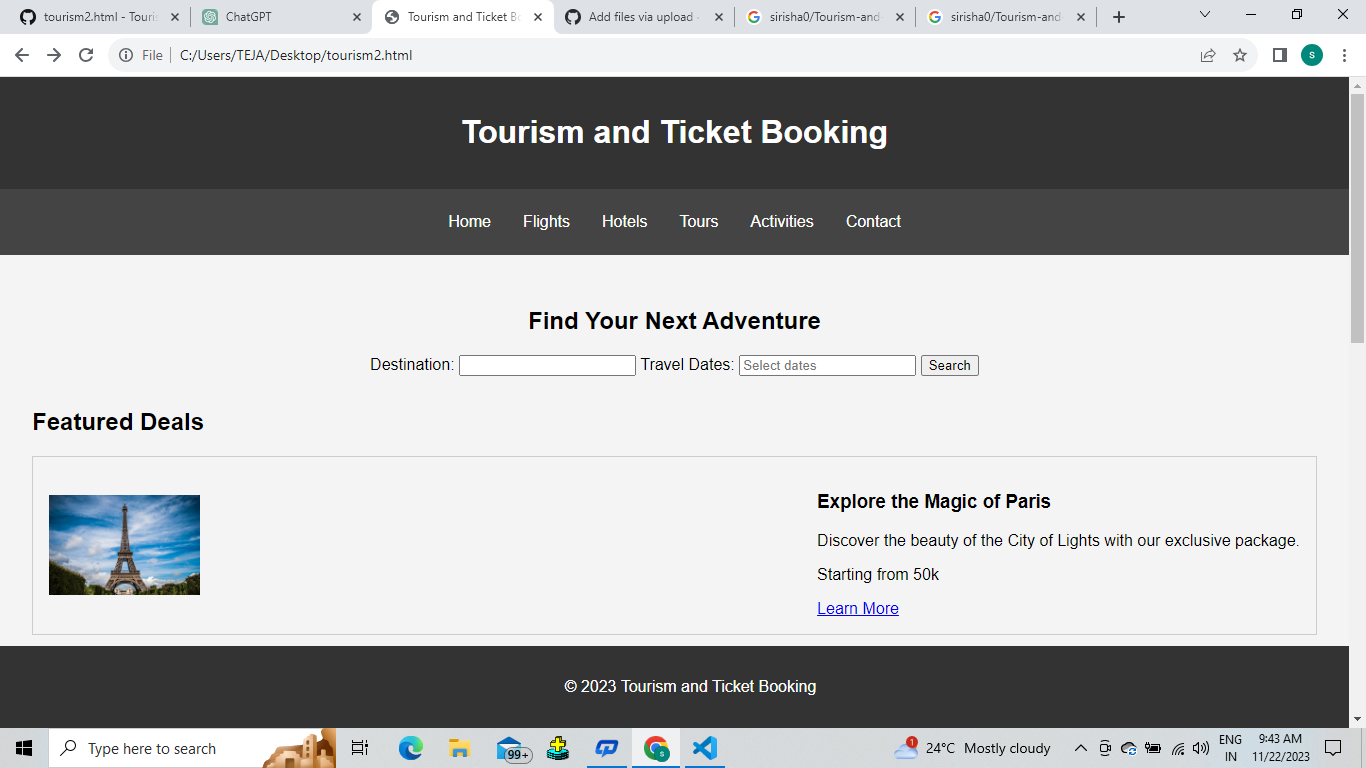 tourism2.html - Touris
ChatGPT
Tourism and Ticket Bo
Add files via upload ·
sirisha0/Tourism-and-
sirisha0/Tourism-and-
File
C:/Users/TEJA/Desktop/tourism2.html
s
Tourism and Ticket Booking
Home Flights Hotels Tours Activities Contact
Find Your Next Adventure
Destination: Travel Dates: Select dates Search
Featured Deals
Explore the Magic of Paris
Discover the beauty of the City of Lights with our exclusive package.
Starting from 50k
Learn More
© 2023 Tourism and Ticket Booking
Type here to search
99+
s
1
24°C Mostly cloudy
ENG
IN
9:43 AM
11/22/2023